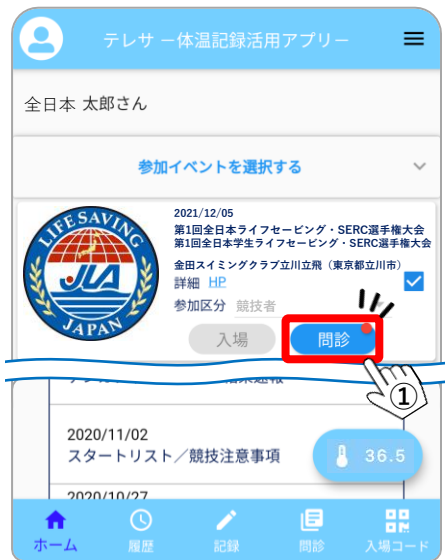 テレサ －体温記録活用アプリ－
全日本 太郎さん
参加イベントを選択する
LIFE SAVING
JLA
JAPAN
2021/12/05
第1回全日本ライフセービング・SERC選手権大会
第1回全日本学生ライフセービング・SERC選手権大会
金田スイミングクラブ立川立飛（東京都立川市）
詳細 HP
参加区分 競技者
入場 問診
①
2020/11/02
スタートリスト／競技注意事項
36.5
2020/10/27
ホーム 履歴 記録 問診 入場コード